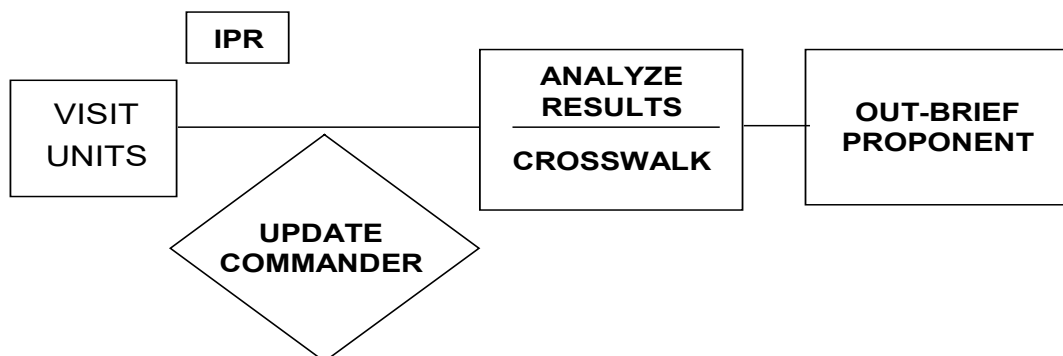 IPR
VISIT
UNITS
UPDATE
COMMANDER
ANALYZE
RESULTS
CROSSWALK
OUT-BRIEF
PROPONENT